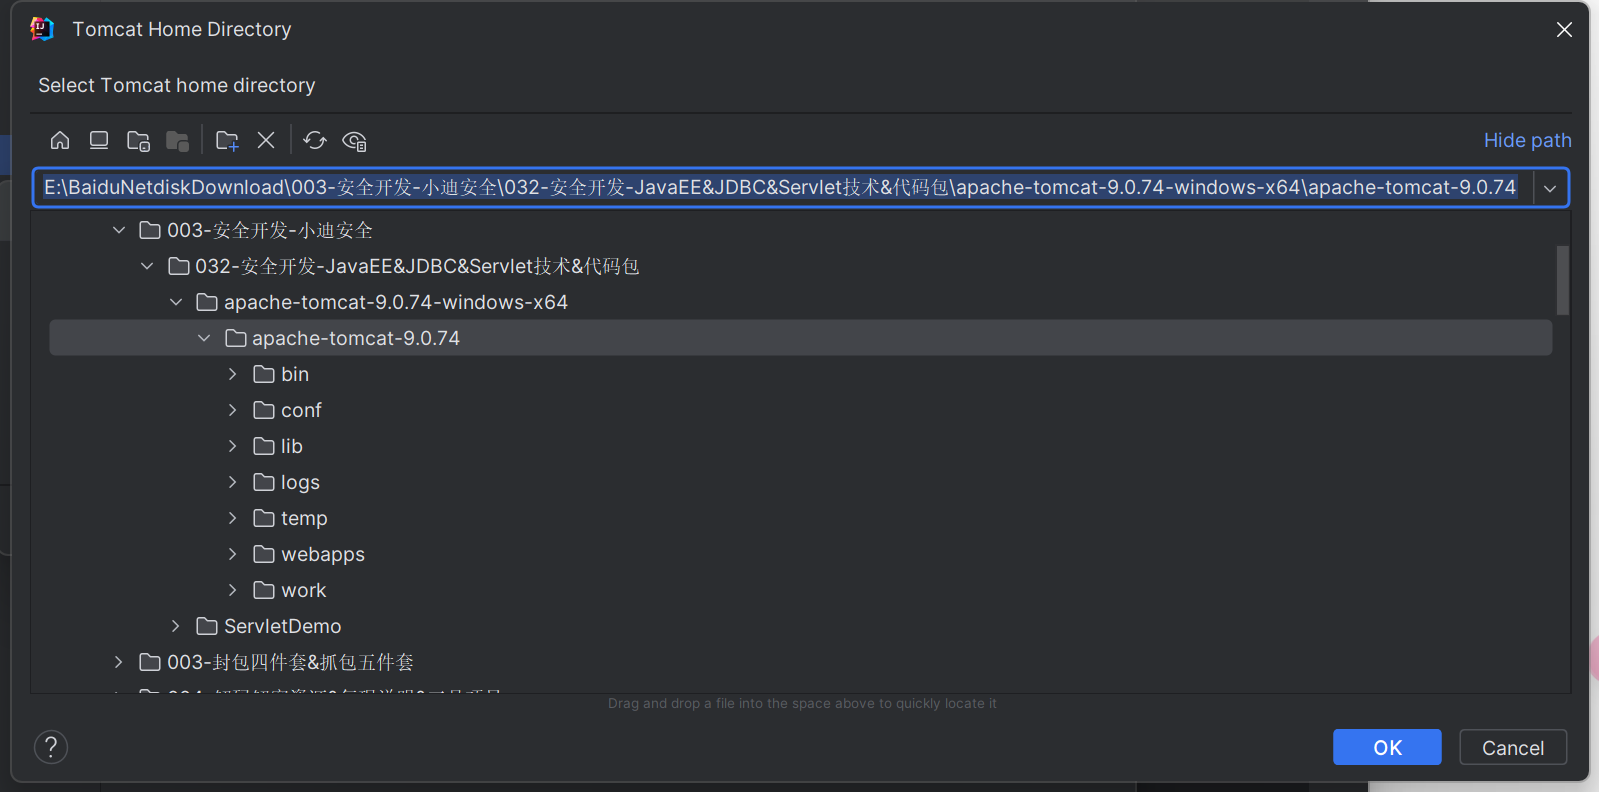 Tomcat Home Directory
Select Tomcat home directory
Hide path
E:\BaiduNetdiskDownload\003-安全开发-小迪安全\032-安全开发-JavaEE&JDBC&Servlet技术&代码包\apache-tomcat-9.0.74-windows-x64\apache-tomcat-9.0.74
003-安全开发-小迪安全
032-安全开发-JavaEE&JDBC&Servlet技术&代码包
apache-tomcat-9.0.74-windows-x64
apache-tomcat-9.0.74
bin
conf
lib
logs
temp
webapps
work
ServletDemo
003-封包四件套&抓包五件套
Drag and drop a file into the space above to quickly locate it
?
OK
Cancel